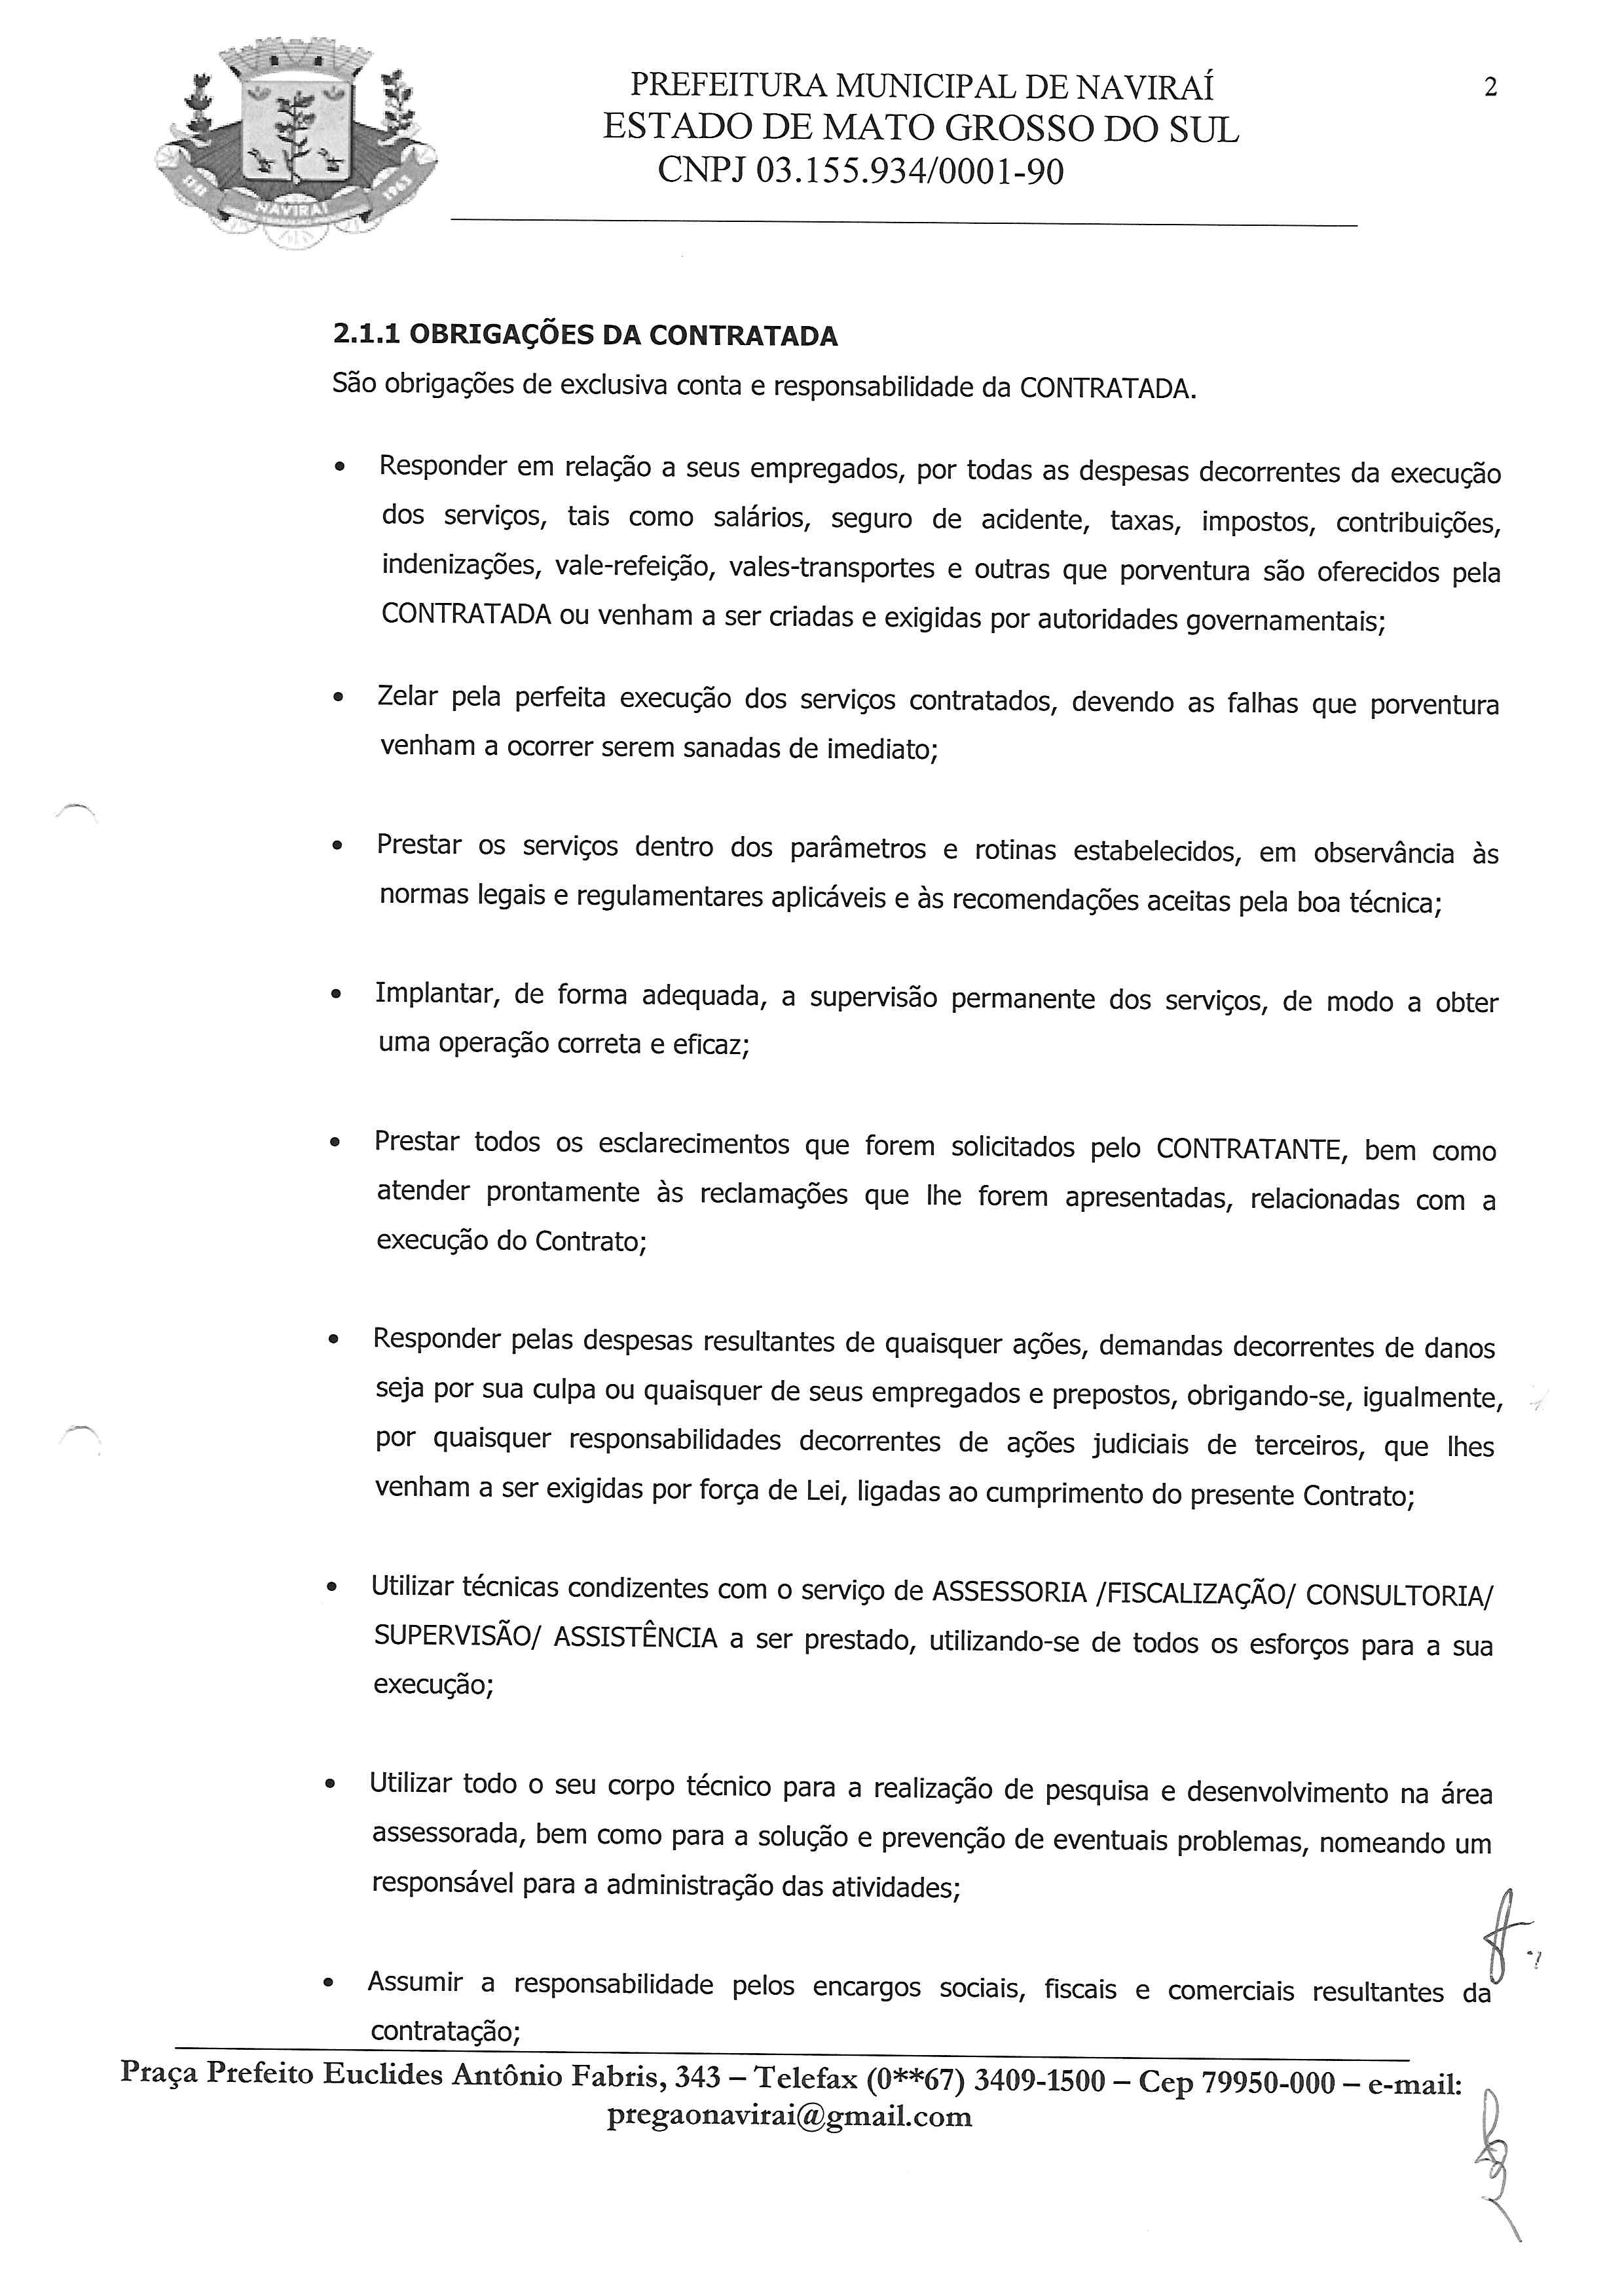 PREFEITURA MUNICIPAL DE NAVIRAÍ
2
ESTADO DE MATO GROSSO DO SUL
CNPJ 03.155.934/0001-90
NAVIRAÍ
1963
2.1.1 OBRIGAÇÕES DA CONTRATADA
São obrigações de exclusiva conta e responsabilidade da CONTRATADA.
• Responder em relação a seus empregados, por todas as despesas decorrentes da execução
dos serviços, tais como salários, seguro de acidente, taxas, impostos, contribuições,
indenizações, vale-refeição, vales-transportes e outras que porventura são oferecidos pela
CONTRATADA ou venham a ser criadas e exigidas por autoridades governamentais;
• Zelar pela perfeita execução dos serviços contratados, devendo as falhas que porventura
venham a ocorrer serem sanadas de imediato;
• Prestar os serviços dentro dos parâmetros e rotinas estabelecidos, em observância às
normas legais e regulamentares aplicáveis e às recomendações aceitas pela boa técnica;
• Implantar, de forma adequada, a supervisão permanente dos serviços, de modo a obter
uma operação correta e eficaz;
• Prestar todos os esclarecimentos que forem solicitados pelo CONTRATANTE, bem como
atender prontamente às reclamações que lhe forem apresentadas, relacionadas com a
execução do Contrato;
• Responder pelas despesas resultantes de quaisquer ações, demandas decorrentes de danos
seja por sua culpa ou quaisquer de seus empregados e prepostos, obrigando-se, igualmente,
por quaisquer responsabilidades decorrentes de ações judiciais de terceiros, que lhes
venham a ser exigidas por força de Lei, ligadas ao cumprimento do presente Contrato;
• Utilizar técnicas condizentes com o serviço de ASSESSORIA /FISCALIZAÇÃO/ CONSULTORIA/
SUPERVISÃO/ ASSISTÊNCIA a ser prestado, utilizando-se de todos os esforços para a sua
execução;
• Utilizar todo o seu corpo técnico para a realização de pesquisa e desenvolvimento na área
assessorada, bem como para a solução e prevenção de eventuais problemas, nomeando um
responsável para a administração das atividades;
• Assumir a responsabilidade pelos encargos sociais, fiscais e comerciais resultantes da
contratação;
Praça Prefeito Euclides Antônio Fabris, 343 – Telefax (0**67) 3409-1500 – Cep 79950-000 – e-mail:
pregaonavirai@gmail.com